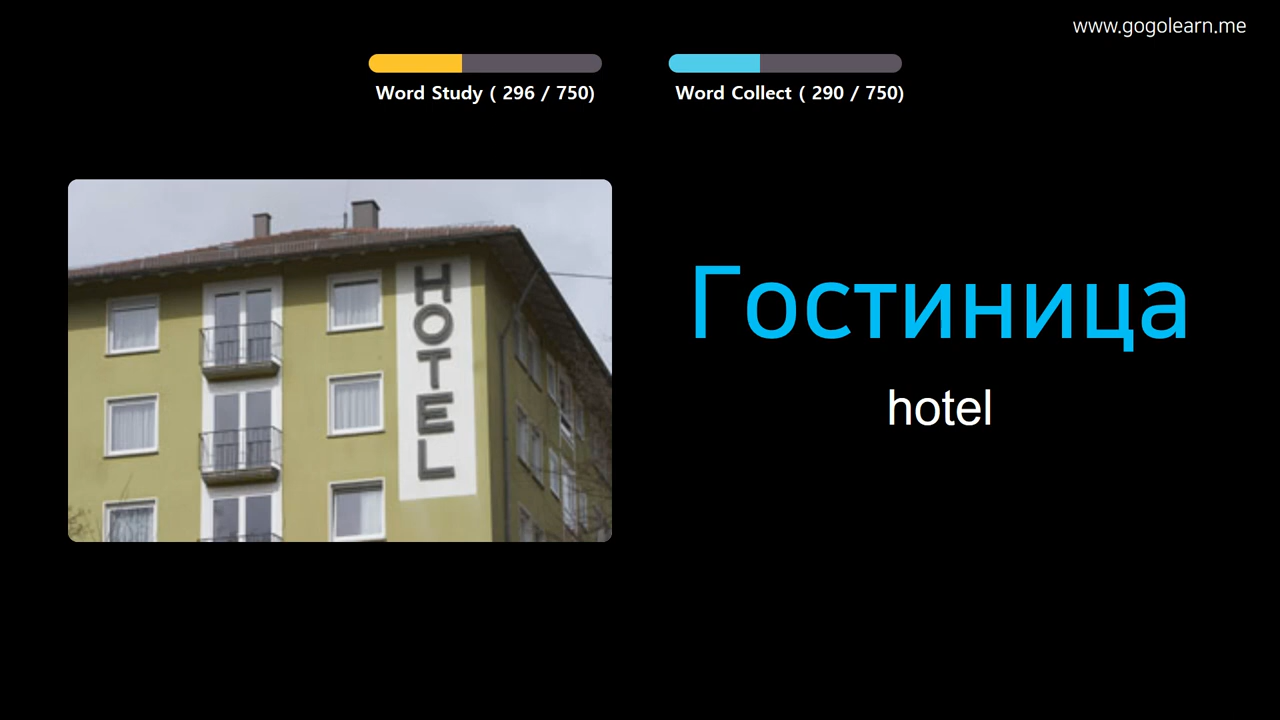 www.gogolearn.me
Word Study ( 296 / 750)
Word Collect ( 290 / 750)
HOTEL
Гостиница
hotel